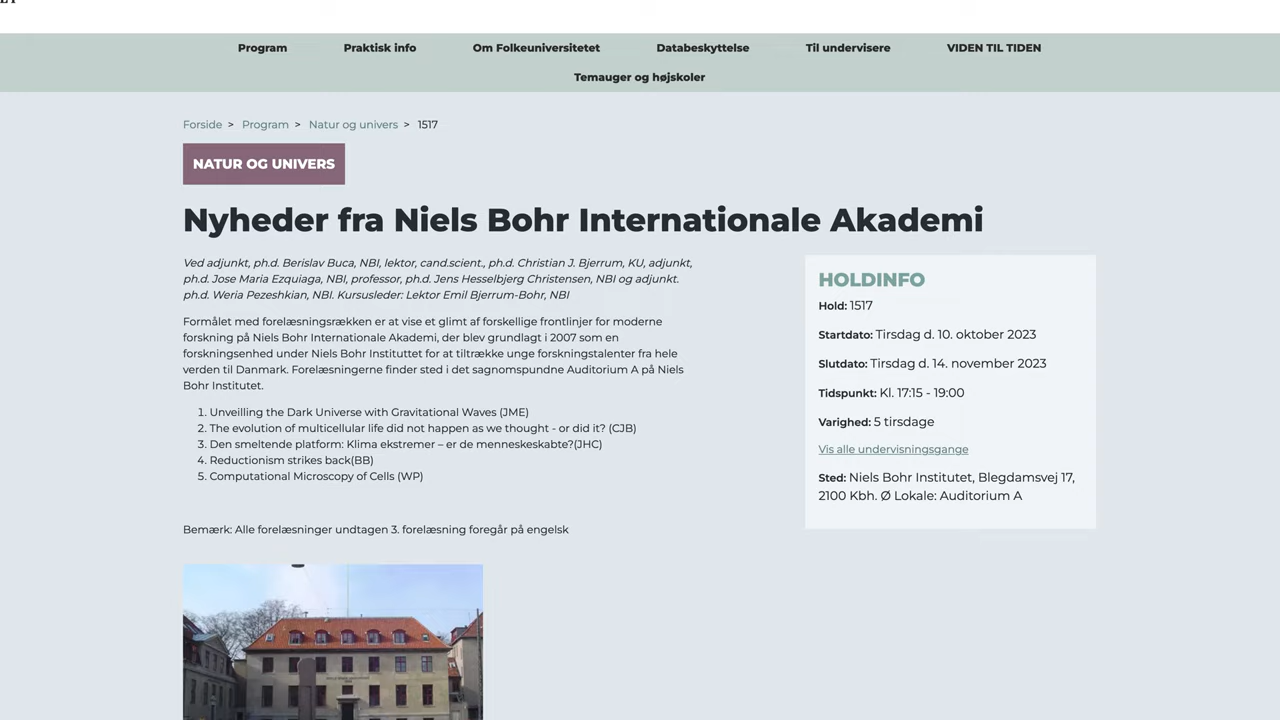 Program Praktisk info Om Folkeuniversitetet Databeskyttelse Til undervisere VIDEN TIL TIDEN
Temauger og højskoler
Forside > Program > Natur og univers > 1517
NATUR OG UNIVERS
Nyheder fra Niels Bohr Internationale Akademi
Ved adjunkt, ph.d. Berislav Buca, NBI, lektor, cand.scient., ph.d. Christian J. Bjerrum, KU, adjunkt,
ph.d. Jose Maria Ezquiaga, NBI, professor, ph.d. Jens Hesselbjerg Christensen, NBI og adjunkt.
ph.d. Weria Pezeshkian, NBI. Kursusleder: Lektor Emil Bjerrum-Bohr, NBI
Formålet med forelæsningsrækken er at vise et glimt af forskellige frontlinjer for moderne
forskning på Niels Bohr Internationale Akademi, der blev grundlagt i 2007 som en
forskningsenhed under Niels Bohr Instituttet for at tiltrække unge forskningstalenter fra hele
verden til Danmark. Forelæsningerne finder sted i det sagnomspundne Auditorium A på Niels
Bohr Institutet.
1. Unveilling the Dark Universe with Gravitational Waves (JME)
2. The evolution of multicellular life did not happen as we thought - or did it? (CJB)
3. Den smeltende platform: Klima ekstremer – er de menneskeskabte?(JHC)
4. Reductionism strikes back(BB)
5. Computational Microscopy of Cells (WP)
Bemærk: Alle forelæsninger undtagen 3. forelæsning foregår på engelsk
HOLDINFO
Hold: 1517
Startdato: Tirsdag d. 10. oktober 2023
Slutdato: Tirsdag d. 14. november 2023
Tidspunkt: Kl. 17:15 - 19:00
Varighed: 5 tirsdage
Vis alle undervisningsgange
Sted: Niels Bohr Institutet, Blegdamsvej 17,
2100 Kbh. Ø Lokale: Auditorium A